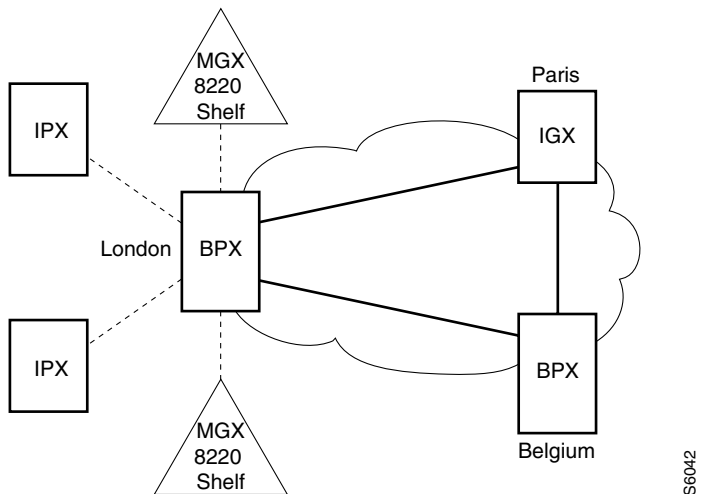 MGX
8220
Shelf
Paris
IPX
IGX
London
BPX
IPX
BPX
MGX
8220
Shelf
Belgium
S6042